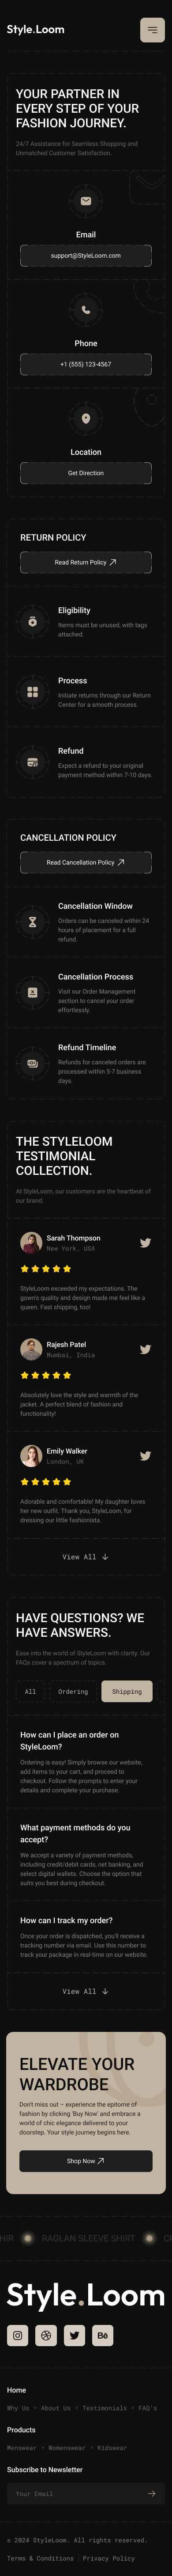 Style.Loom
YOUR PARTNER IN
EVERY STEP OF YOUR
FASHION JOURNEY.
24/7 Assistance for Seamless Shopping and
Unmatched Customer Satisfaction.
Email
support@StyleLoom.com
Phone
+1 (555) 123-4567
Location
Get Direction
RETURN POLICY
Read Return Policy
Eligibility
Items must be unused, with tags
attached.
Process
Initiate returns through our Return
Center for a smooth process.
Refund
Expect a refund to your original
payment method within 7-10 days.
CANCELLATION POLICY
Read Cancellation Policy
Cancellation Window
Orders can be canceled within 24
hours of placement for a full
refund.
Cancellation Process
Visit our Order Management
section to cancel your order
effortlessly.
Refund Timeline
Refunds for canceled orders are
processed within 5-7 business
days.
THE STYLELOOM
TESTIMONIAL
COLLECTION.
At StyleLoom, our customers are the heartbeat of
our brand.
Sarah Thompson
New York, USA
StyleLoom exceeded my expectations. The
gown's quality and design made me feel like a
queen. Fast shipping, too!
Rajesh Patel
Mumbai, India
Absolutely love the style and warmth of the
jacket. A perfect blend of fashion and
functionality!
Emily Walker
London, UK
Adorable and comfortable! My daughter loves
her new outfit. Thank you, StyleLoom, for
dressing our little fashionista.
View All
HAVE QUESTIONS? WE
HAVE ANSWERS.
Ease into the world of StyleLoom with clarity. Our
FAQs cover a spectrum of topics.
All Ordering Shipping
How can I place an order on
StyleLoom?
Ordering is easy! Simply browse our website,
add items to your cart, and proceed to
checkout. Follow the prompts to enter your
details and complete your purchase.
What payment methods do you
accept?
We accept a variety of payment methods,
including credit/debit cards, net banking, and
select digital wallets. Choose the option that
suits you best during checkout.
How can I track my order?
Once your order is dispatched, you'll receive a
tracking number via email. Use this number to
track your package in real-time on our website.
View All
ELEVATE YOUR
WARDROBE
Don't miss out – experience the epitome of
fashion by clicking 'Buy Now' and embrace a
world of chic elegance delivered to your
doorstep. Your style journey begins here.
Shop Now
HIR RAGLAN SLEEVE SHIRT
Style.Loom
Bē
Home
Why Us About Us Testimonials FAQ's
Products
Menswear Womenswear Kidswear
Subscribe to Newsletter
Your Email
© 2024 StyleLoom. All rights reserved.
Terms & Conditions Privacy Policy